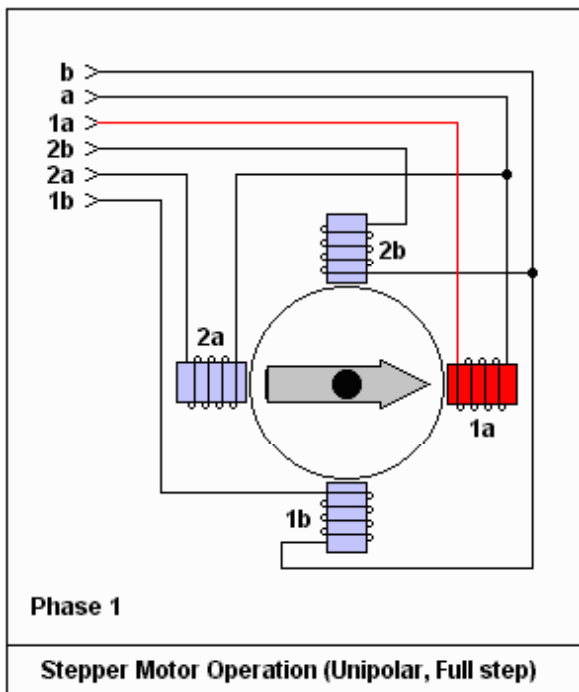 b
a
1a
2b
2a
1b
2b
2a
1a
1b
Phase 1
Stepper Motor Operation (Unipolar, Full step)